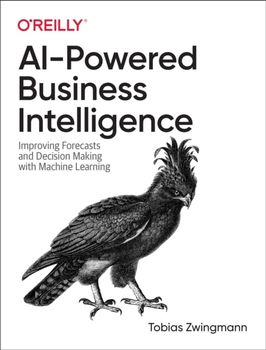 O'REILLY®
AI-Powered
Business
Intelligence
Improving Forecasts
and Decision Making
with Machine Learning
Tobias Zwingmann